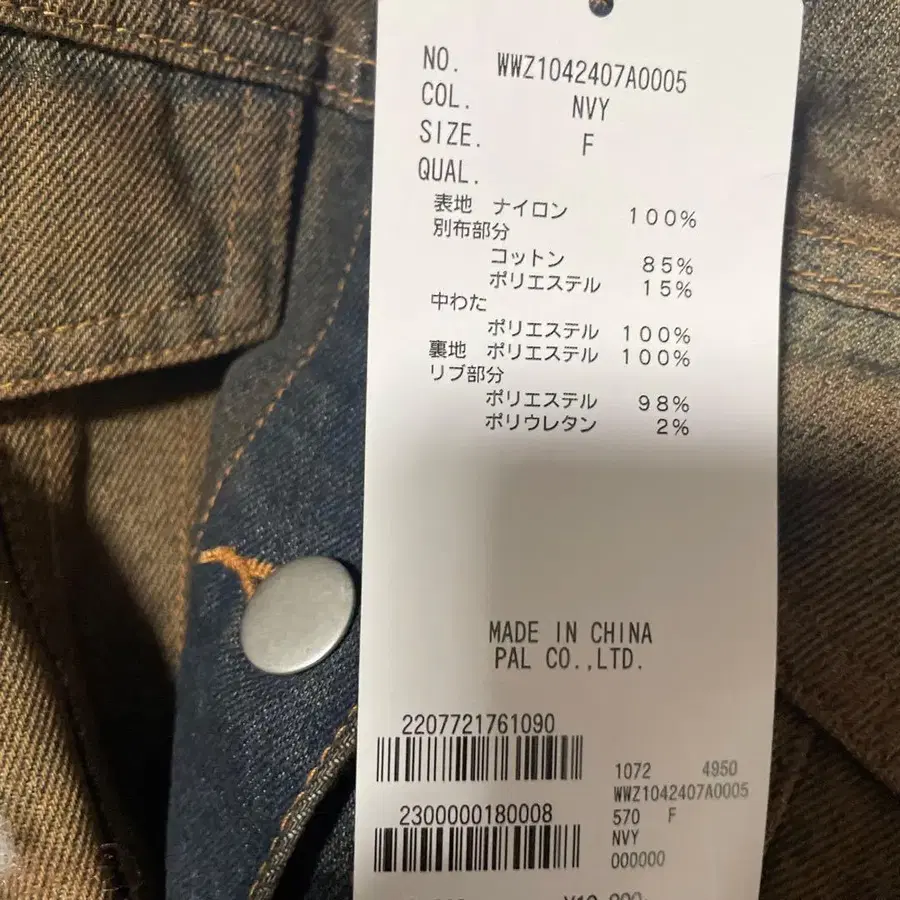 NO. WWZ1042407A0005
COL. NVY
SIZE. F
QUAL.
表地 ナイロン 100%
別布部分
コットン 85%
ポリエステル 15%
中わた
ポリエステル 100%
裏地 ポリエステル 100%
リブ部分
ポリエステル 98%
ポリウレタン 2%
MADE IN CHINA
PAL CO.,LTD.
2207721761090
1072 4950
WWZ1042407A0005
2300000180008
570 F
NVY
000000